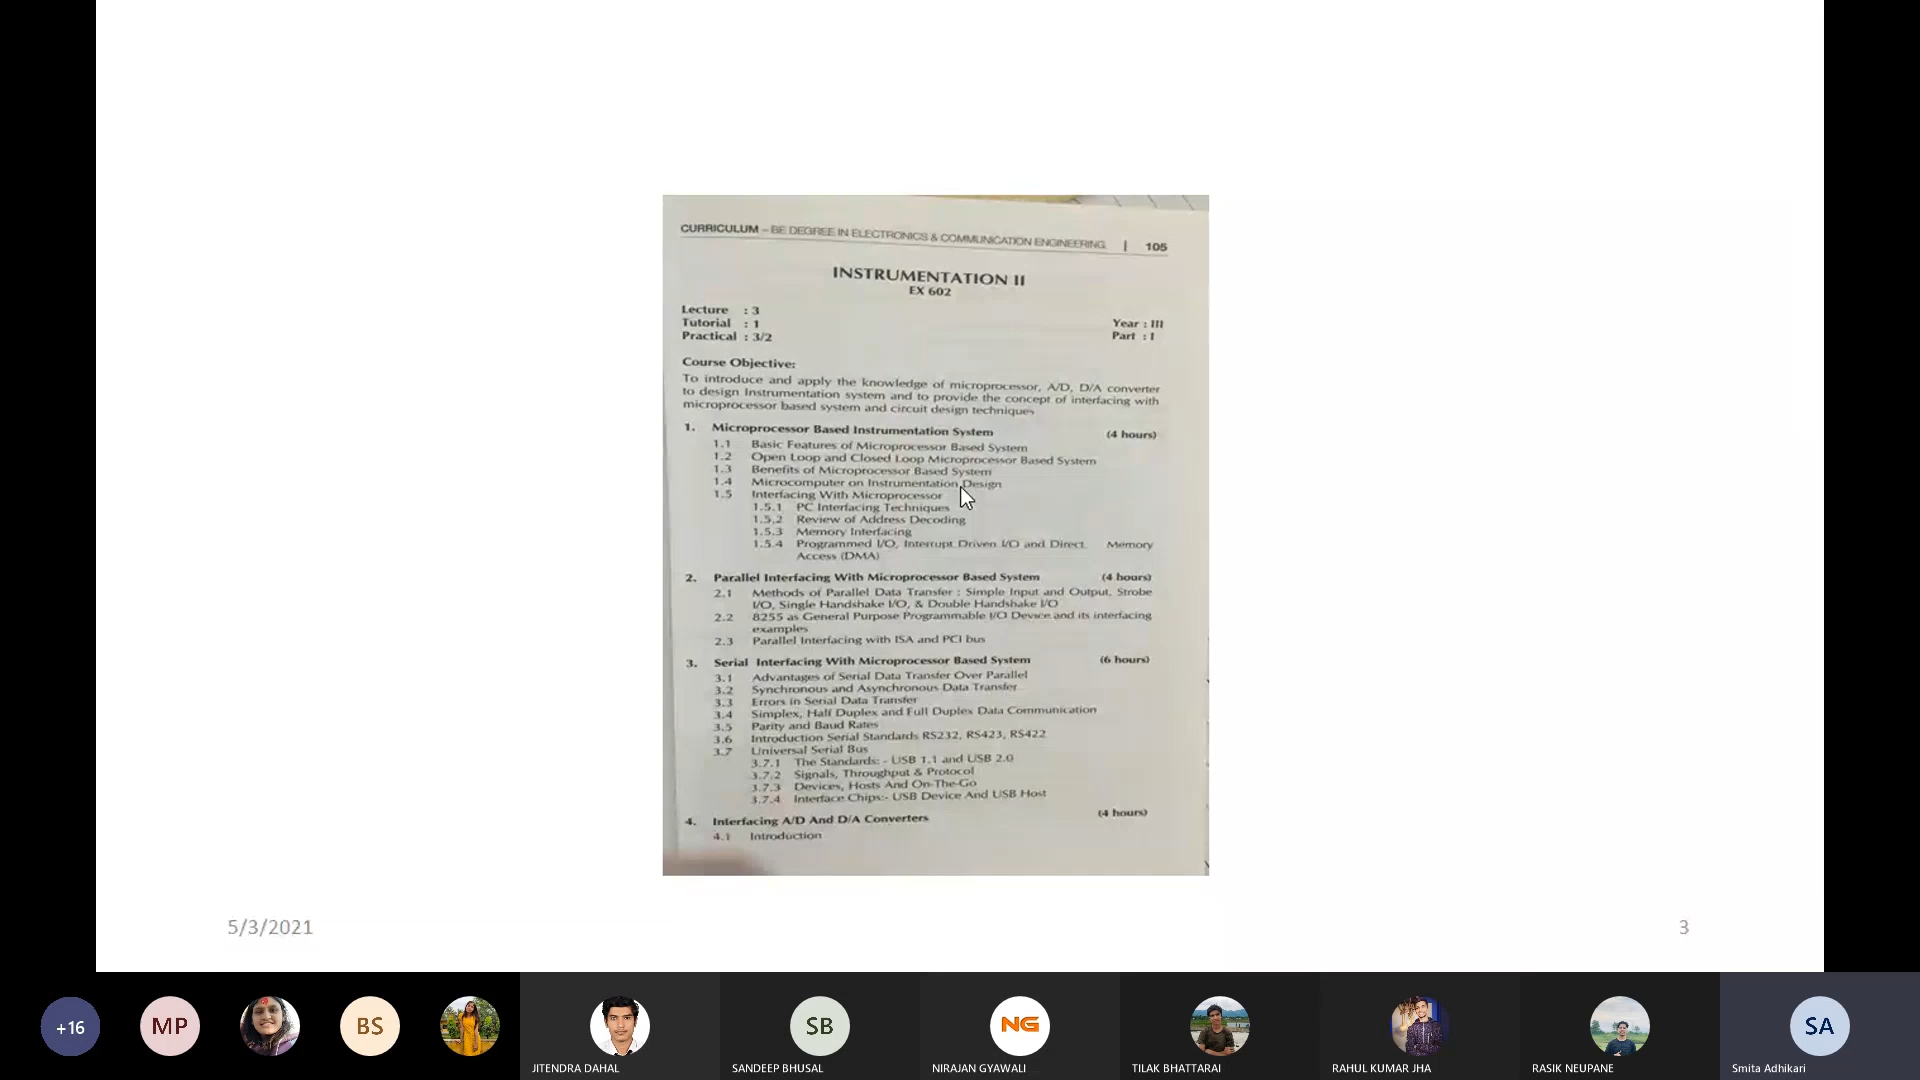 CURRICULUM – BE DEGREE IN ELECTRONICS & COMMUNICATION ENGINEERING | 105
INSTRUMENTATION II
EX 602
Lecture : 3
Tutorial : 1
Year : III
Practical : 3/2
Part : I
Course Objective:
To introduce and apply the knowledge of microprocessor, A/D, D/A converter
to design Instrumentation system and to provide the concept of interfacing with
microprocessor based system and circuit design techniques
1. Microprocessor Based Instrumentation System (4 hours)
1.1 Basic Features of Microprocessor Based System
1.2 Open Loop and Closed Loop Microprocessor Based System
1.3 Benefits of Microprocessor Based System
1.4 Microcomputer on Instrumentation Design
1.5 Interfacing With Microprocessor
1.5.1 PC Interfacing Techniques
1.5.2 Review of Address Decoding
1.5.3 Memory Interfacing
1.5.4 Programmed I/O, Interrupt Driven I/O and Direct Memory
Access (DMA)
2. Parallel Interfacing With Microprocessor Based System (4 hours)
2.1 Methods of Parallel Data Transfer : Simple Input and Output, Strobe
I/O, Single Handshake I/O, & Double Handshake I/O
2.2 8255 as General Purpose Programmable I/O Device and its interfacing
examples
2.3 Parallel Interfacing with ISA and PCI bus
3. Serial Interfacing With Microprocessor Based System (6 hours)
3.1 Advantages of Serial Data Transfer Over Parallel
3.2 Synchronous and Asynchronous Data Transfer
3.3 Errors in Serial Data Transfer
3.4 Simplex, Half Duplex and Full Duplex Data Communication
3.5 Parity and Baud Rates
3.6 Introduction Serial Standards RS232, RS423, RS422
3.7 Universal Serial Bus
3.7.1 The Standards: - USB 1.1 and USB 2.0
3.7.2 Signals, Throughput & Protocol
3.7.3 Devices, Hosts And On-The-Go
3.7.4 Interface Chips:- USB Device And USB Host
4. Interfacing A/D And D/A Converters (4 hours)
4.1 Introduction
5/3/2021
3
+16
MP
BS
SB
NG
SA
JITENDRA DAHAL
SANDEEP BHUSAL
NIRAJAN GYAWALI
TILAK BHATTARAI
RAHUL KUMAR JHA
RASIK NEUPANE
Smita Adhikari